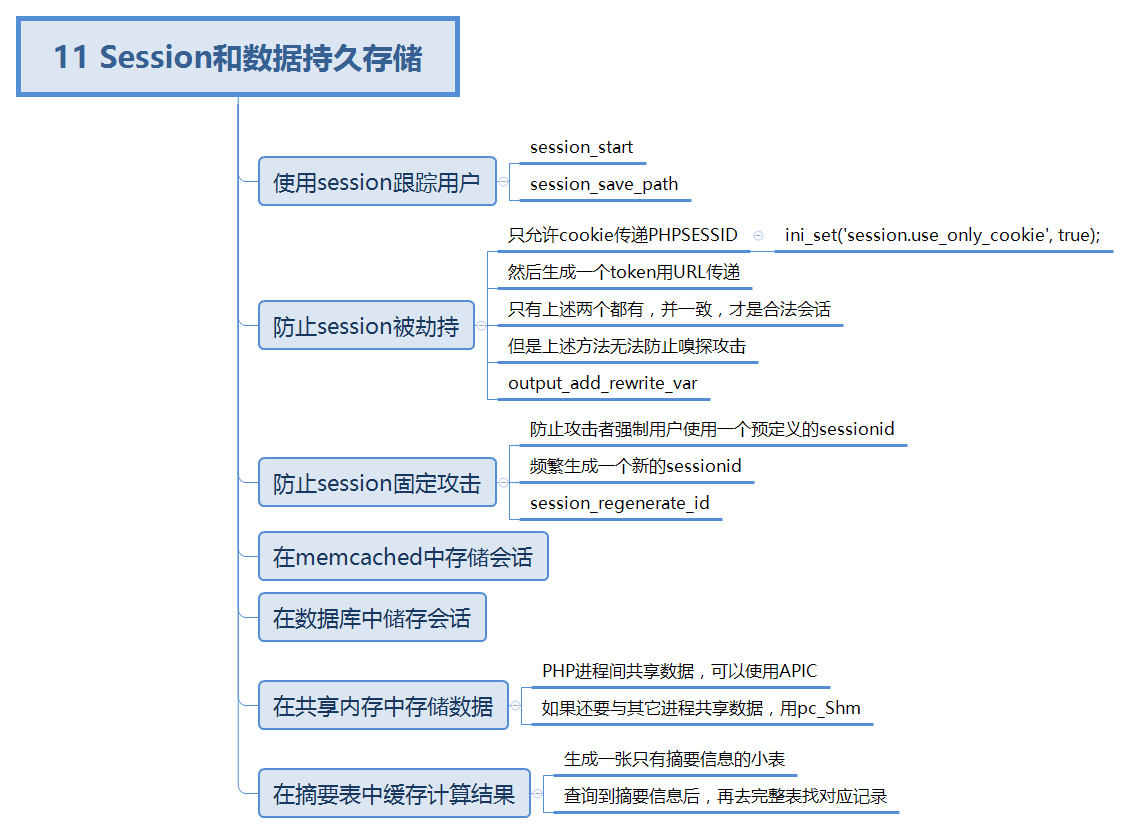 11 Session和数据持久存储
使用session跟踪用户
session_start
session_save_path
防止session被劫持
只允许cookie传递PHPSESSID
ini_set('session.use_only_cookie', true);
然后生成一个token用URL传递
只有上述两个都有，并一致，才是合法会话
但是上述方法无法防止嗅探攻击
output_add_rewrite_var
防止session固定攻击
防止攻击者强制用户使用一个预定义的sessionid
频繁生成一个新的sessionid
session_regenerate_id
在memcached中存储会话
在数据库中储存会话
在共享内存中存储数据
PHP进程间共享数据，可以使用APIC
如果还要与其它进程共享数据，用pc_Shm
在摘要表中缓存计算结果
生成一张只有摘要信息的小表
查询到摘要信息后，再去完整表找对应记录